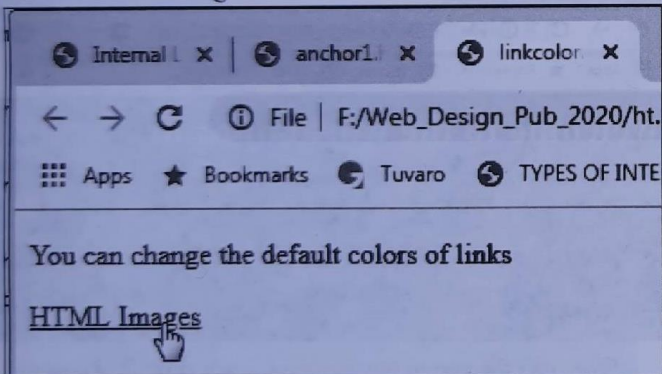 Internal L
anchor1.
linkcolor
File | F:/Web_Design_Pub_2020/ht.
Apps Bookmarks Tuvaro TYPES OF INTE
You can change the default colors of links
HTML Images